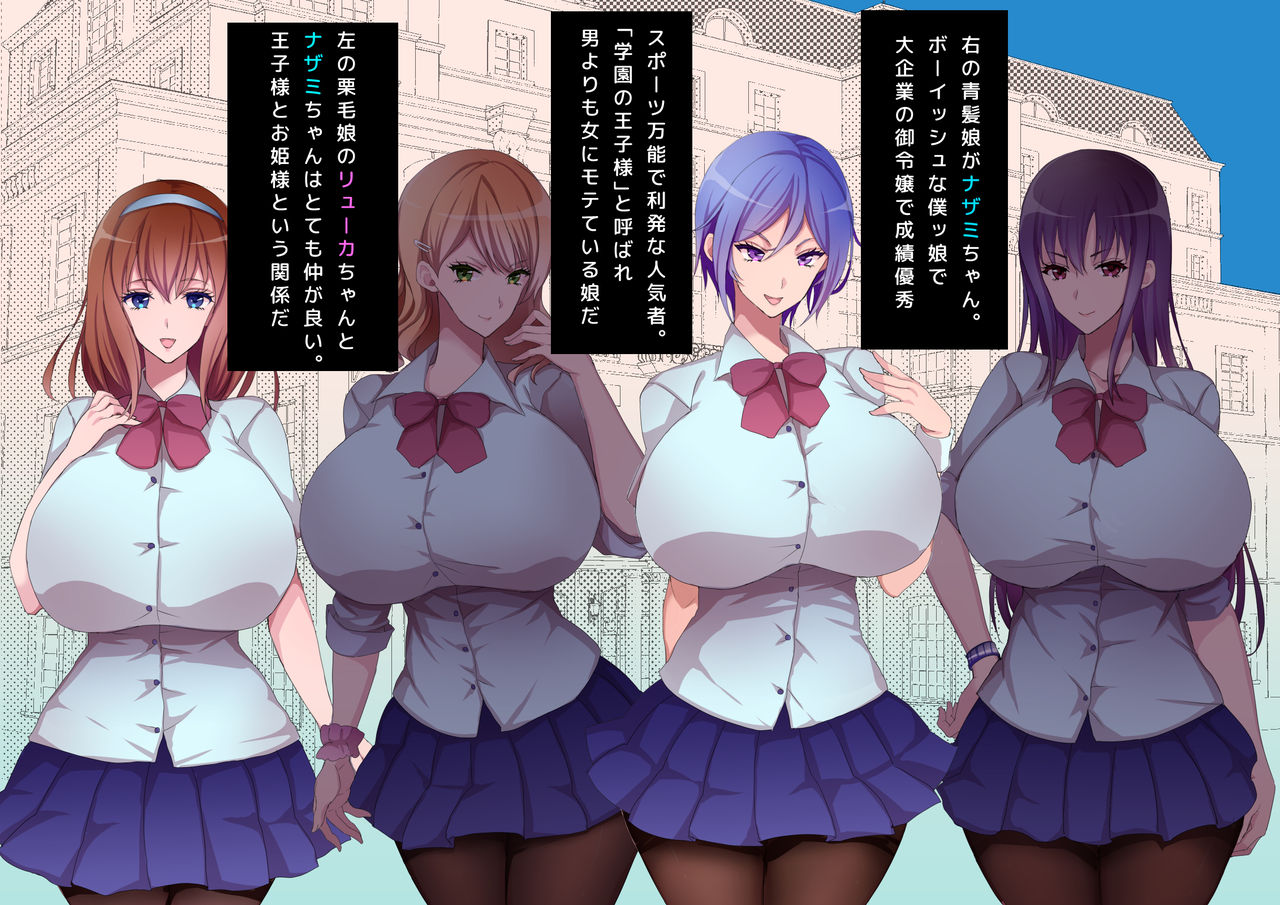 右の青髪娘がナザミちゃん。
ボーイッシュな僕ッ娘で
大企業の御令嬢で成績優秀
スポーツ万能で利発な人気者。
「学園の王子様」と呼ばれ
男よりも女にモテている娘だ
左の栗毛娘のリューカちゃんと
ナザミちゃんはとても仲が良い。
王子様とお姫様という関係だ